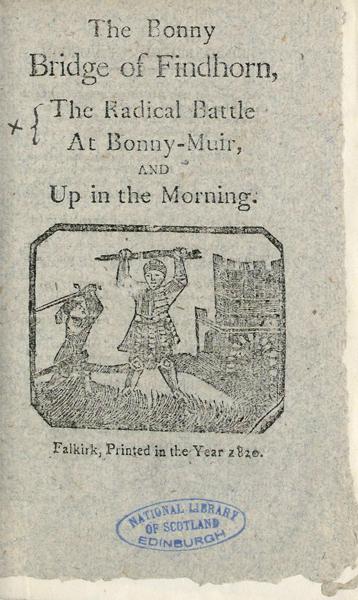 The Bonny
Bridge of Findhorn,
The Radical Battle
At Bonny-Muir,
AND
Up in the Morning.
Falkirk, Printed in the Year 1820.
NATIONAL LIBRARY
OF SCOTLAND
EDINBURGH